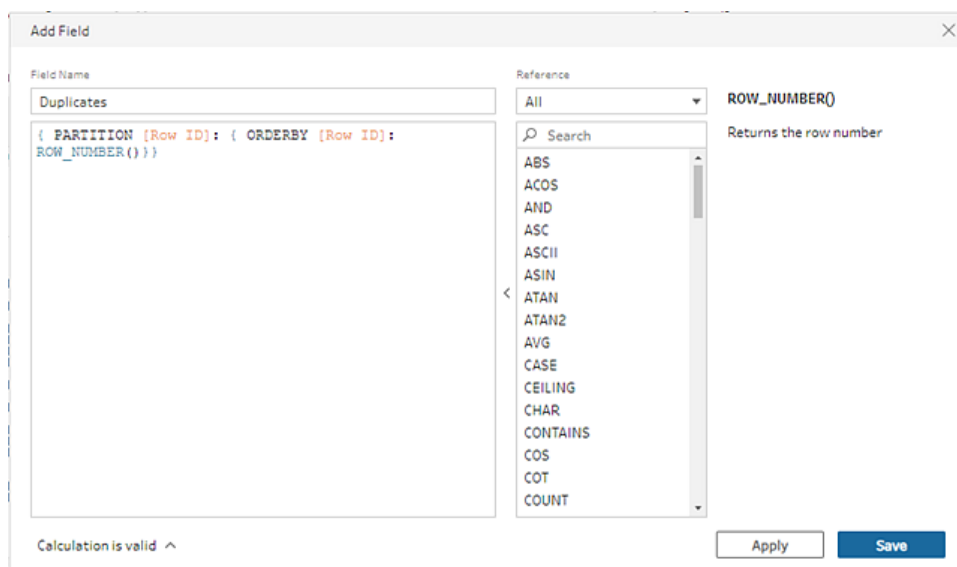 Add Field
Field Name
Duplicates
{ PARTITION [Row ID]: { ORDERBY [Row ID]:
ROW_NUMBER()}}
Reference
All
Search
ABS
ACOS
AND
ASC
ASCII
ASIN
ATAN
ATAN2
AVG
CASE
CEILING
CHAR
CONTAINS
COS
COT
COUNT
ROW_NUMBER()
Returns the row number
Calculation is valid
Apply
Save